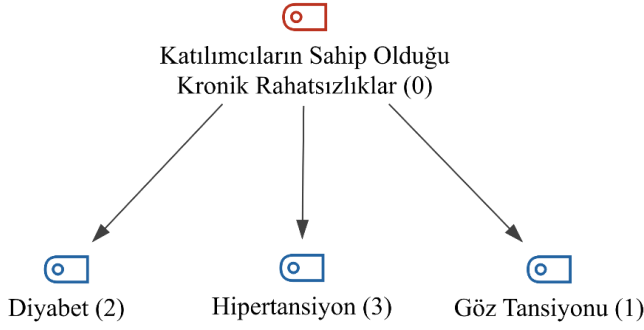 Katılımcıların Sahip Olduğu
Kronik Rahatsızlıklar (0)
Diyabet (2)
Hipertansiyon (3)
Göz Tansiyonu (1)